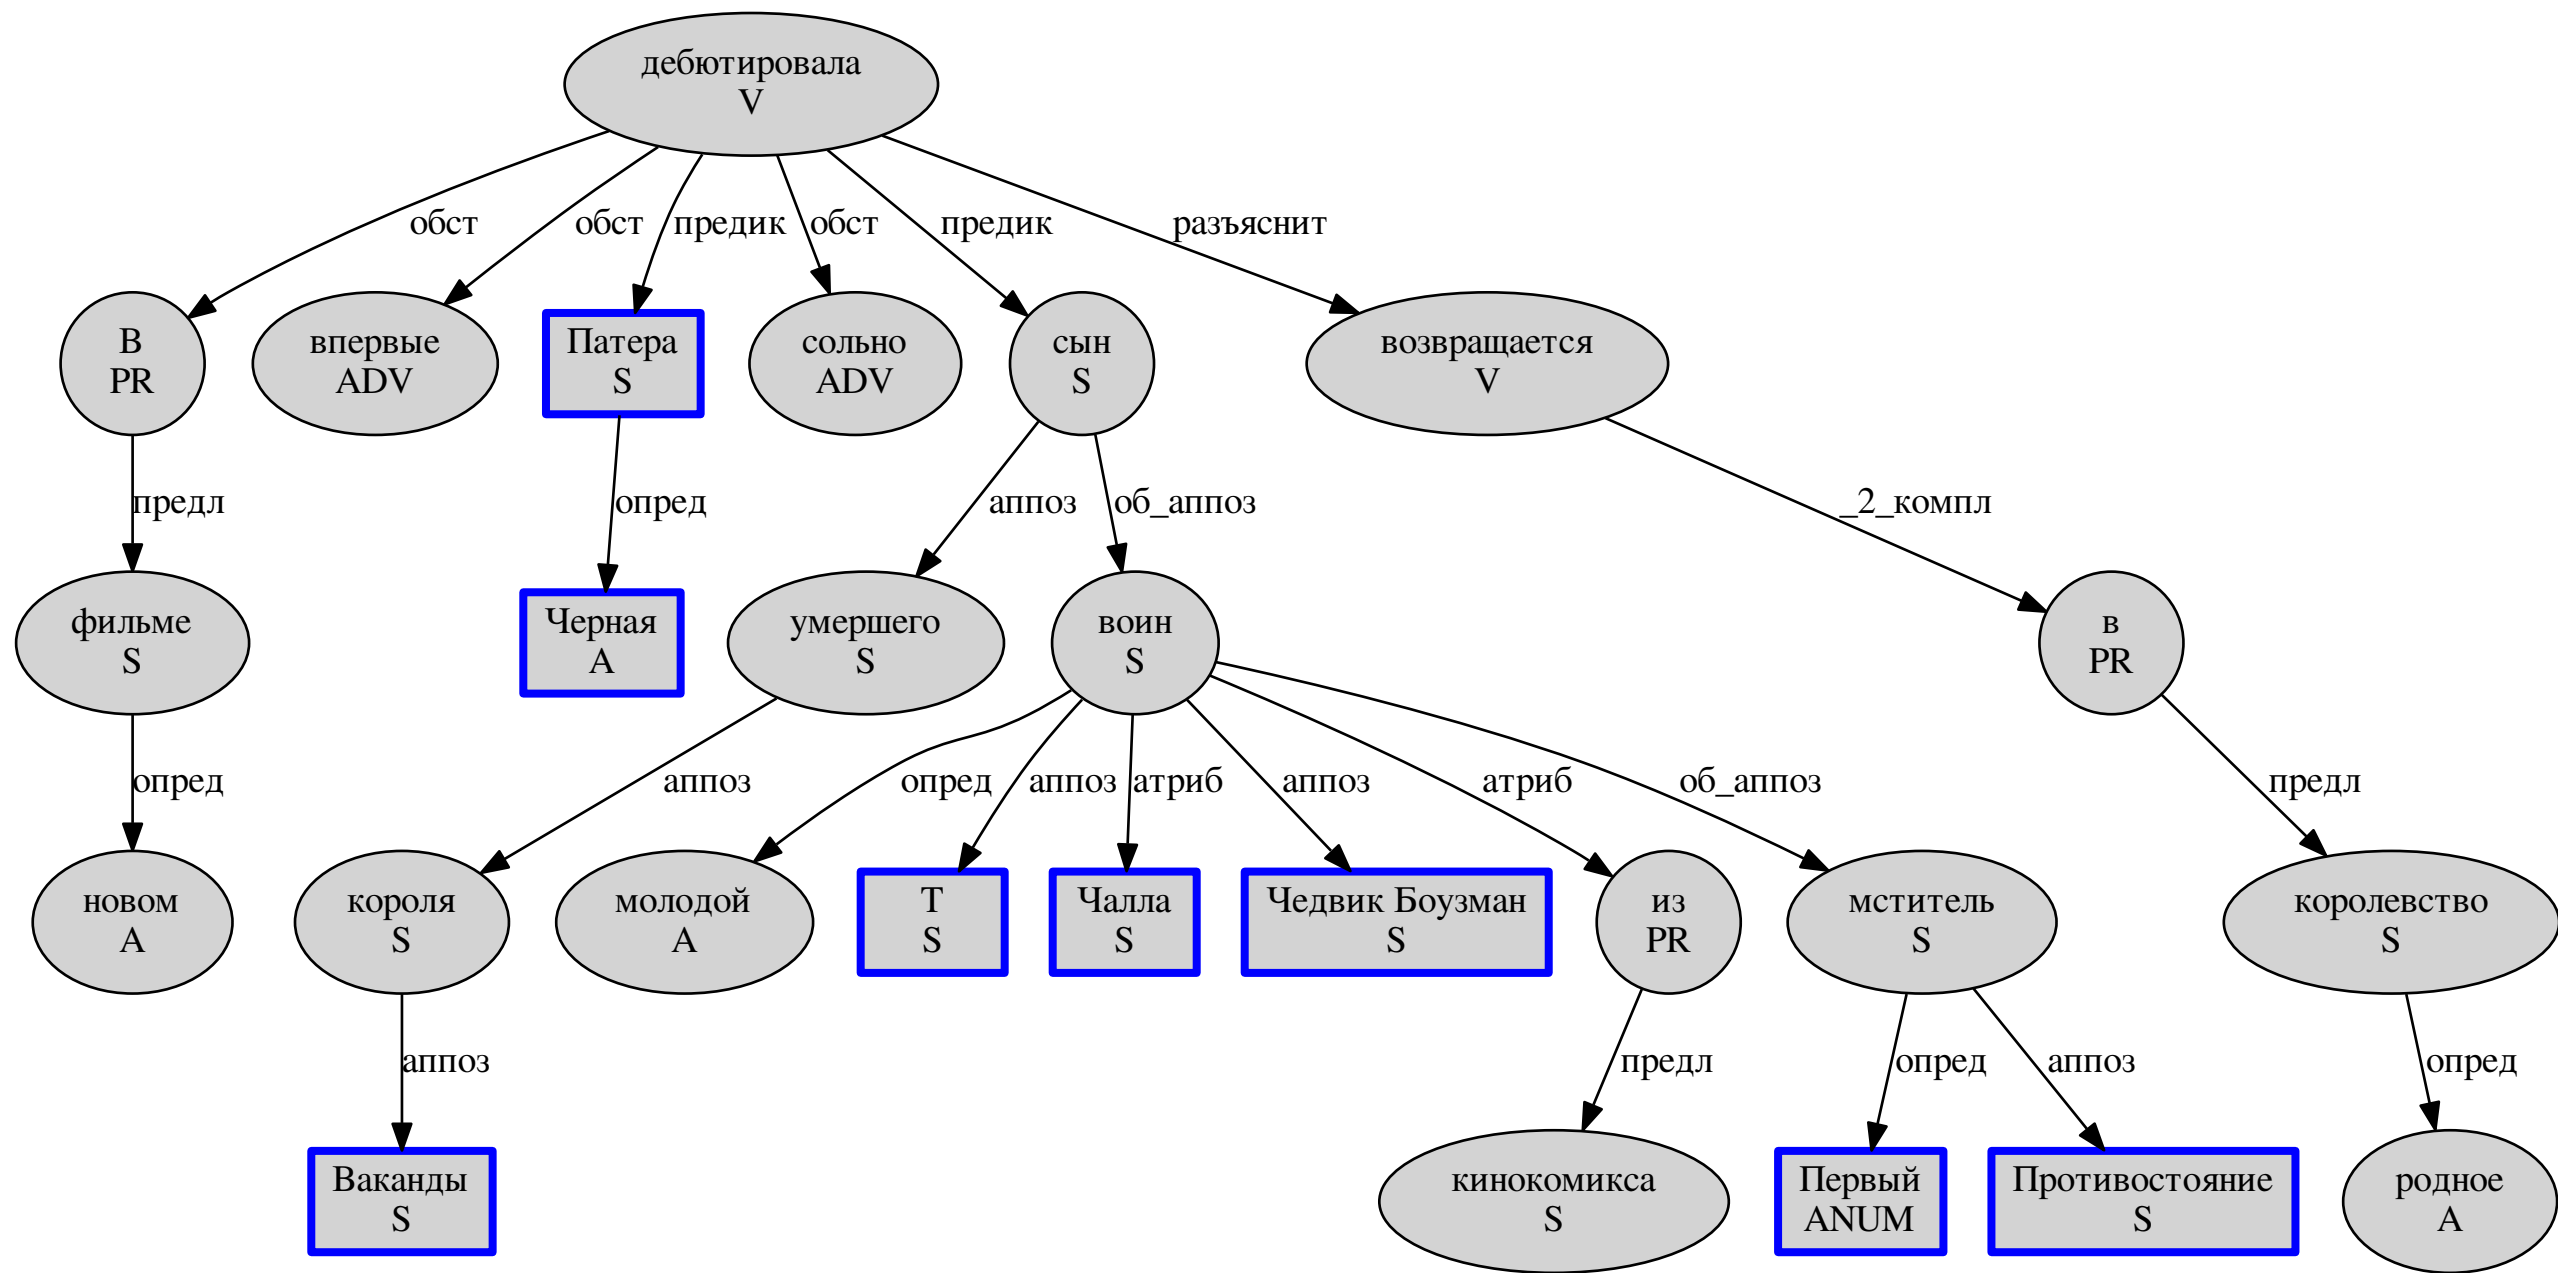 дебютировала
V
обст
обст
предик
обст
предик
разъяснит
В
PR
впервые
ADV
Патера
S
сольно
ADV
сын
S
возвращается
V
предл
опред
аппоз
об_аппоз
_2_компл
фильме
S
Черная
A
умершего
S
воин
S
в
PR
опред
аппоз
опред
аппоз
атриб
аппоз
атриб
об_аппоз
предл
новом
A
короля
S
молодой
A
Т
S
Чалла
S
Чедвик Боузман
S
из
PR
мститель
S
королевство
S
аппоз
предл
опред
аппоз
опред
Ваканды
S
кинокомикса
S
Первый
ANUM
Противостояние
S
родное
A